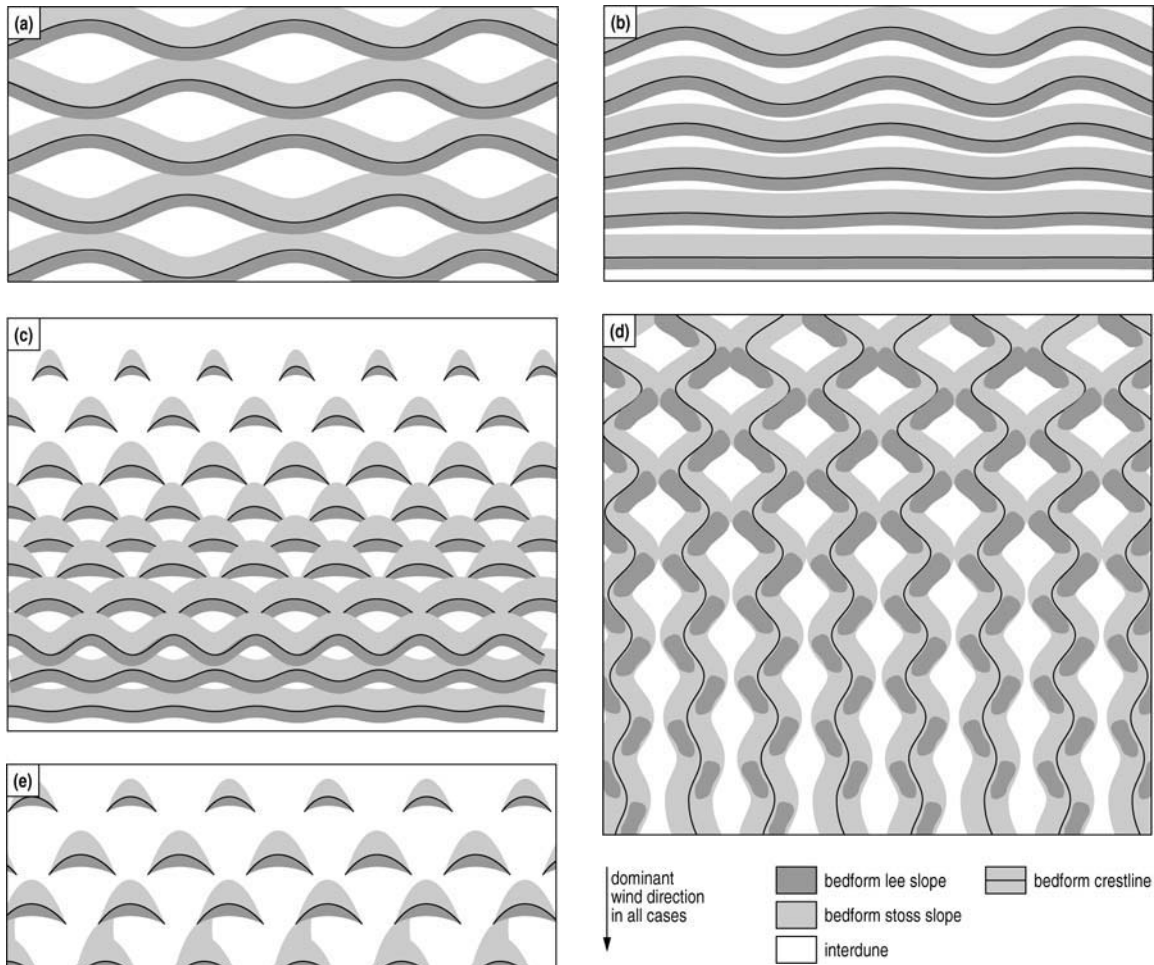 (a)
(b)
(c)
(d)
(e)
dominant
wind direction
in all cases
bedform lee slope
bedform stoss slope
interdune
bedform crestline